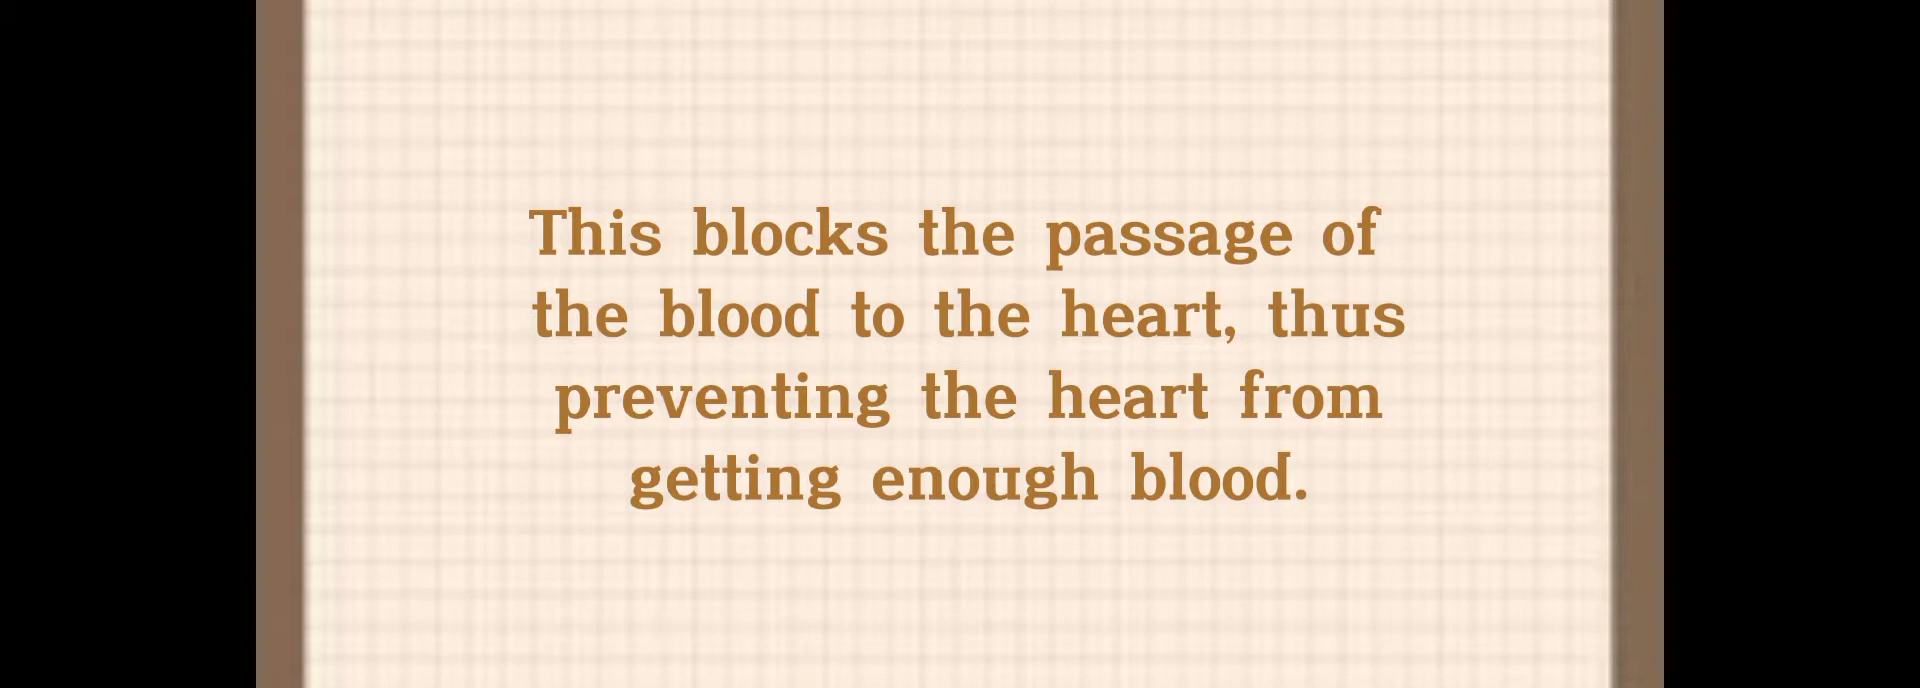 This blocks the passage of
the blood to the heart, thus
preventing the heart from
getting enough blood.